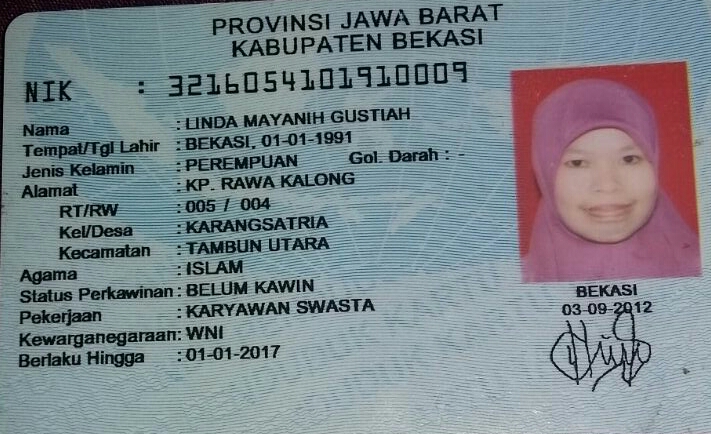 PROVINSI JAWA BARAT
KABUPATEN BEKASI
NIK : 3216054101910009
Nama : LINDA MAYANIH GUSTIAH
Tempat/Tgl Lahir : BEKASI, 01-01-1991
Jenis Kelamin : PEREMPUAN Gol. Darah : -
Alamat : KP. RAWA KALONG
RT/RW : 005 / 004
Kel/Desa : KARANGSATRIA
Kecamatan : TAMBUN UTARA
Agama : ISLAM
Status Perkawinan : BELUM KAWIN
Pekerjaan : KARYAWAN SWASTA
Kewarganegaraan: WNI
Berlaku Hingga : 01-01-2017
BEKASI
03-09-2012